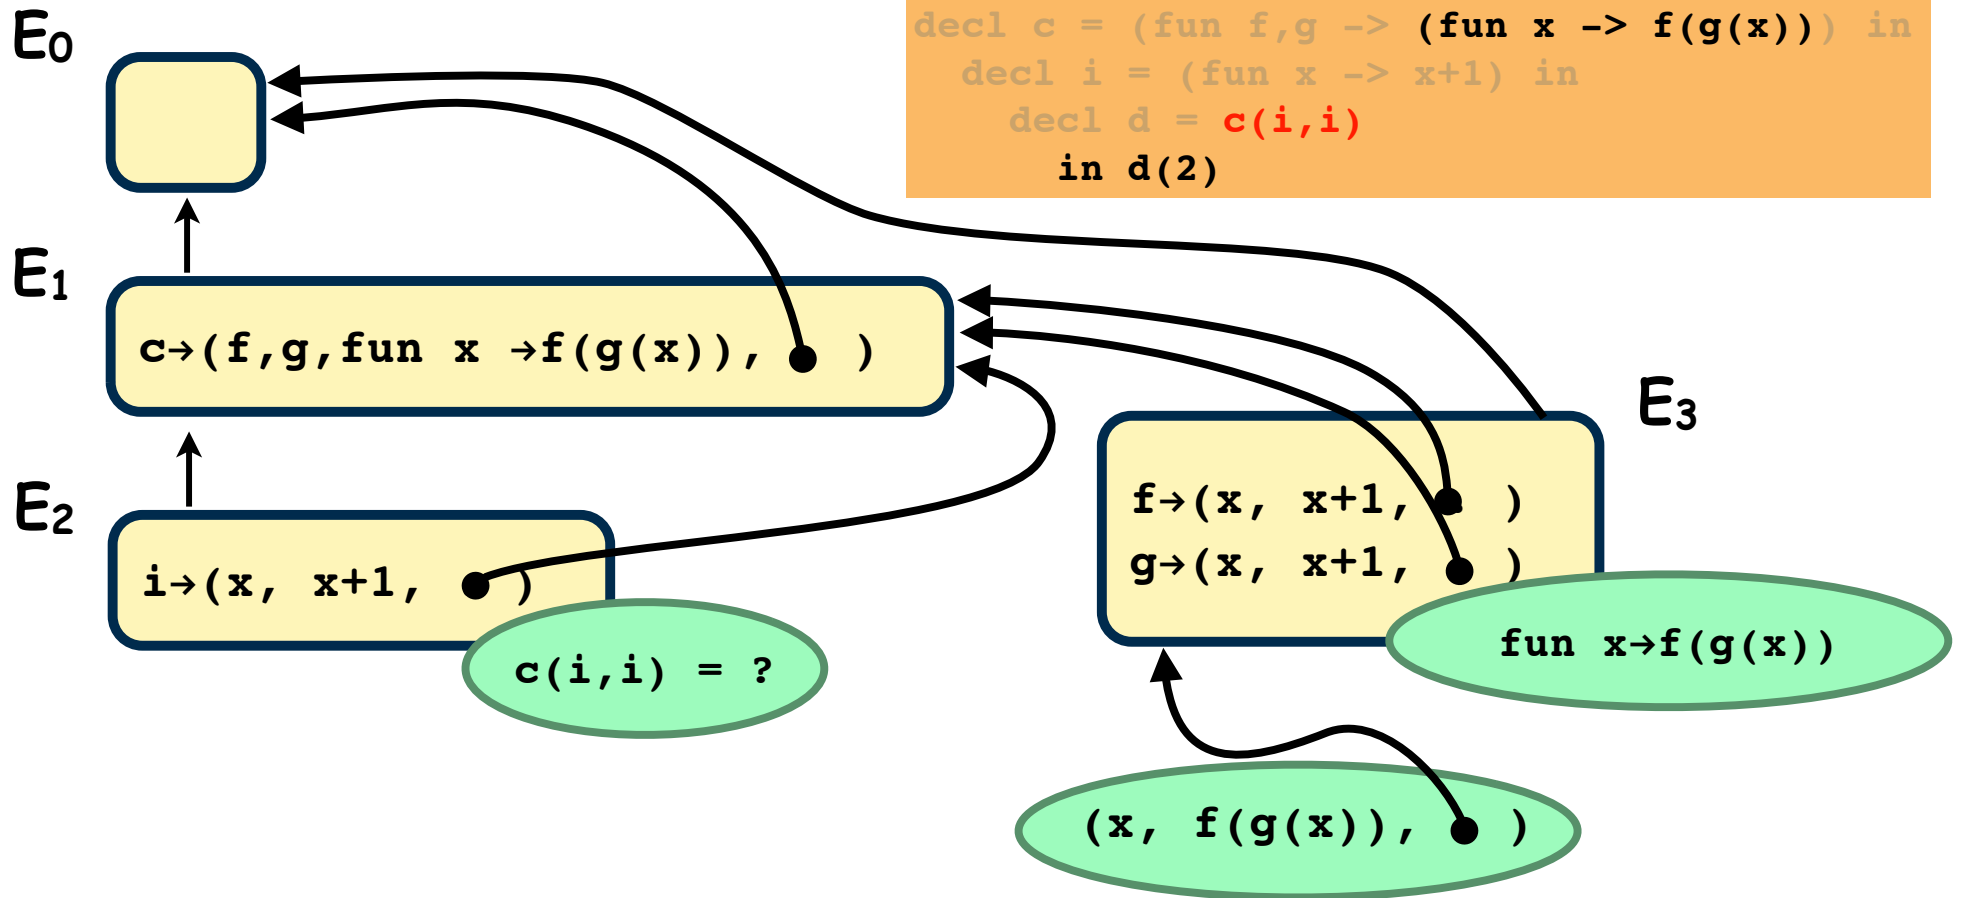 E0
decl c = (fun f,g -> (fun x -> f(g(x))) in
decl i = (fun x -> x+1) in
decl d = c(i,i)
in d(2)
E1
c→(f,g,fun x →f(g(x)), )
E3
E2
f→(x, x+1, )
g→(x, x+1, )
i→(x, x+1, )
c(i,i) = ?
fun x→f(g(x))
(x, f(g(x)), )